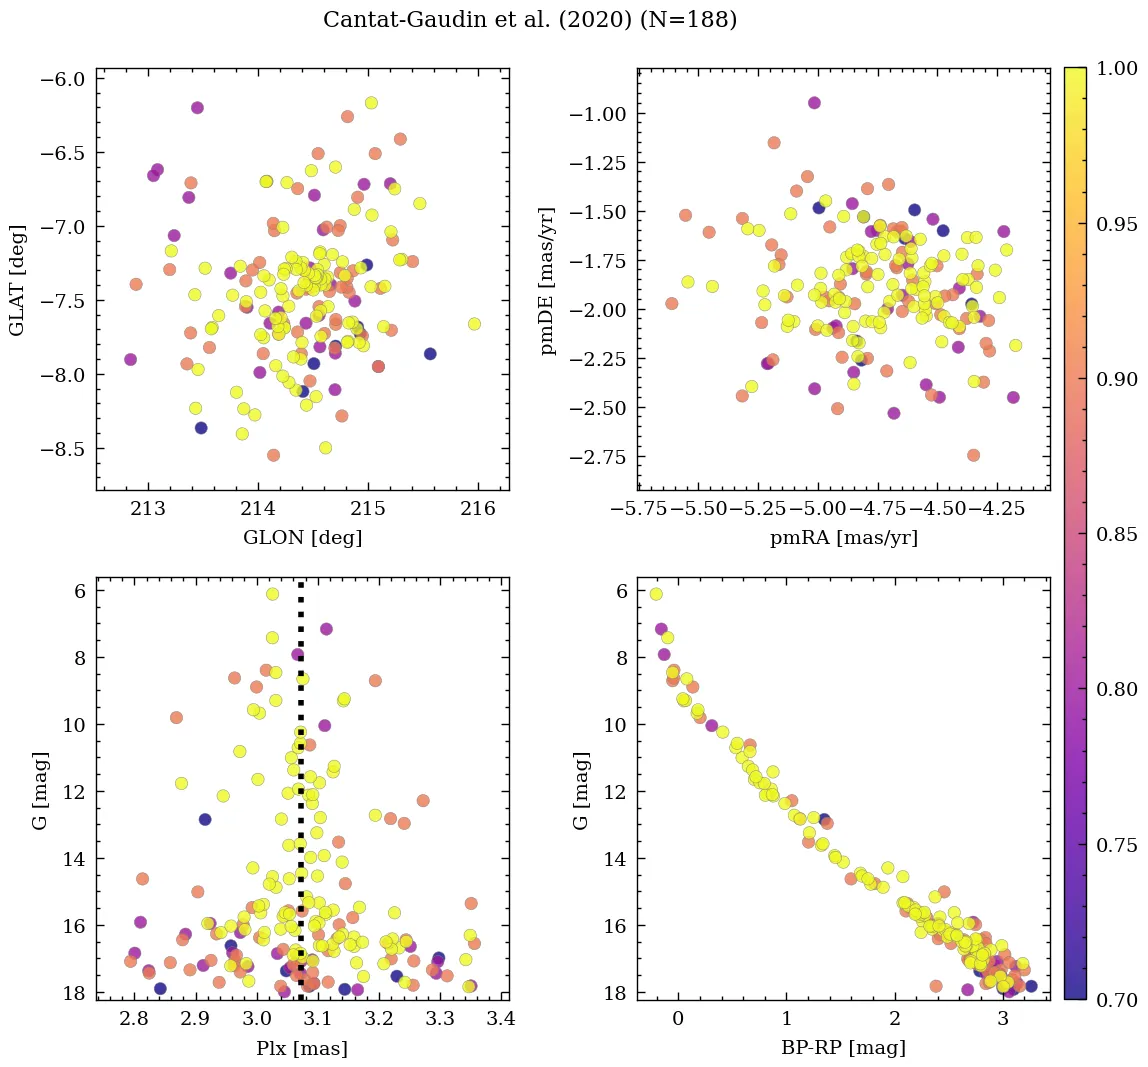 Cantat-Gaudin et al. (2020) (N=188)
−6.0
−6.5
−7.0
−7.5
−8.0
−8.5
GLAT [deg]
213 214 215 216
GLON [deg]
−1.00
−1.25
−1.50
−1.75
−2.00
−2.25
−2.50
−2.75
pmDE [mas/yr]
−5.75 −5.50 −5.25 −5.00 −4.75 −4.50 −4.25
pmRA [mas/yr]
1.00
0.95
0.90
0.85
0.80
0.75
0.70
6
8
10
12
14
16
18
G [mag]
2.8 2.9 3.0 3.1 3.2 3.3 3.4
Plx [mas]
6
8
10
12
14
16
18
G [mag]
0 1 2 3
BP-RP [mag]